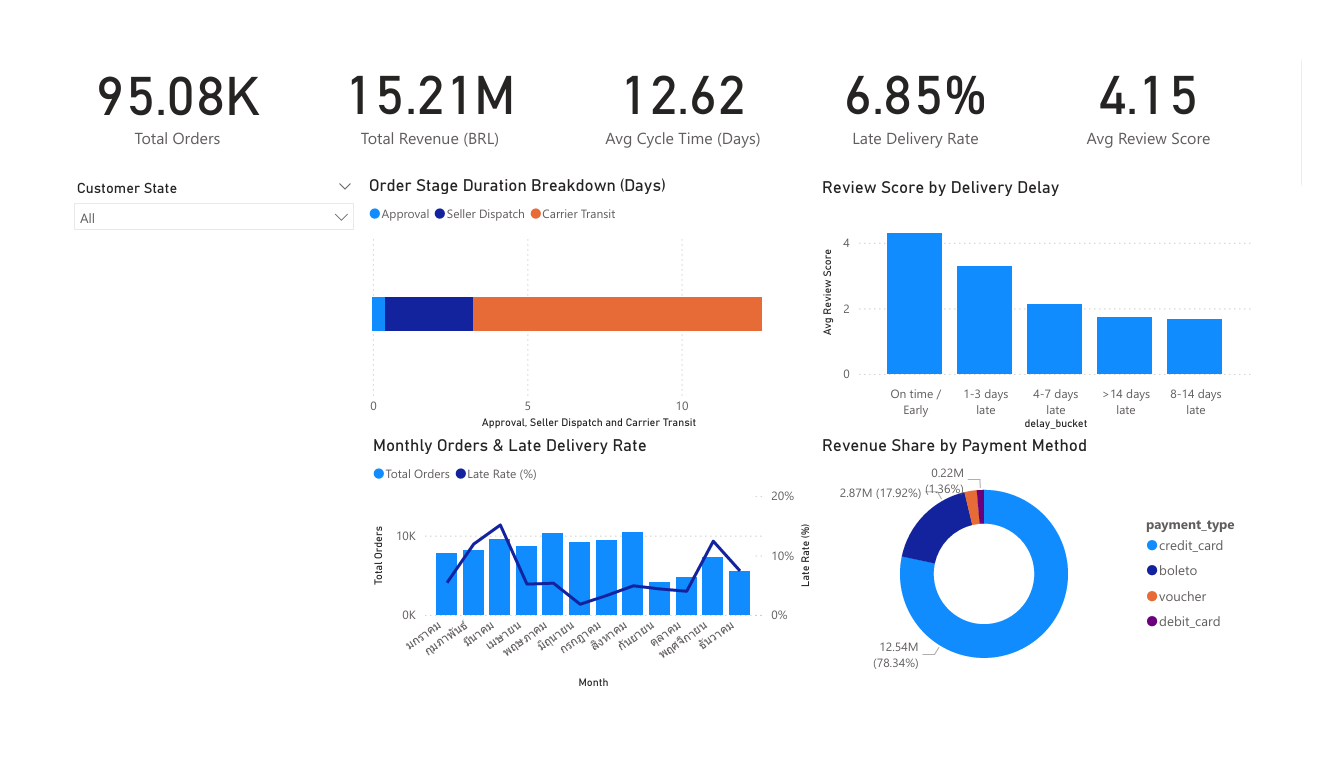 95.08K
Total Orders
15.21M
Total Revenue (BRL)
12.62
Avg Cycle Time (Days)
6.85%
Late Delivery Rate
4.15
Avg Review Score
Customer State
All
Order Stage Duration Breakdown (Days)
Approval
Seller Dispatch
Carrier Transit
0
5
10
Approval, Seller Dispatch and Carrier Transit
Review Score by Delivery Delay
Avg Review Score
4
2
0
On time /
Early
1-3 days
late
4-7 days
late
>14 days
late
8-14 days
late
delay_bucket
Monthly Orders & Late Delivery Rate
Total Orders
Late Rate (%)
Total Orders
10K
0K
20%
10%
0%
Late Rate (%)
มกราคม
กุมภาพันธ์
มีนาคม
เมษายน
พฤษภาคม
มิถุนายน
กรกฎาคม
สิงหาคม
กันยายน
ตุลาคม
พฤศจิกายน
ธันวาคม
Month
Revenue Share by Payment Method
0.22M
(1.36%)
2.87M (17.92%)
12.54M
(78.34%)
payment_type
credit_card
boleto
voucher
debit_card